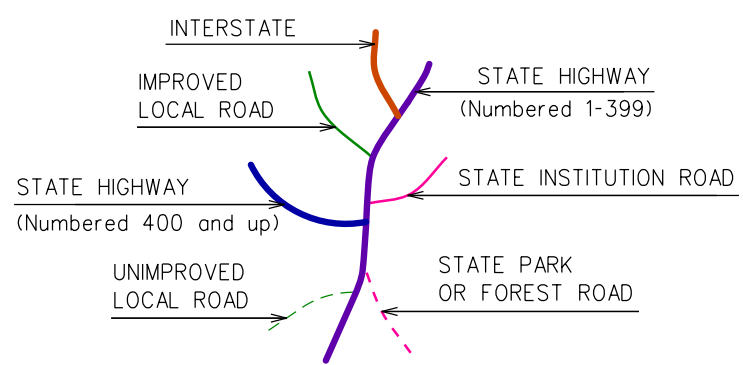 INTERSTATE
IMPROVED
LOCAL ROAD
STATE HIGHWAY
(Numbered 1-399)
STATE HIGHWAY
(Numbered 400 and up)
STATE INSTITUTION ROAD
UNIMPROVED
LOCAL ROAD
STATE PARK
OR FOREST ROAD